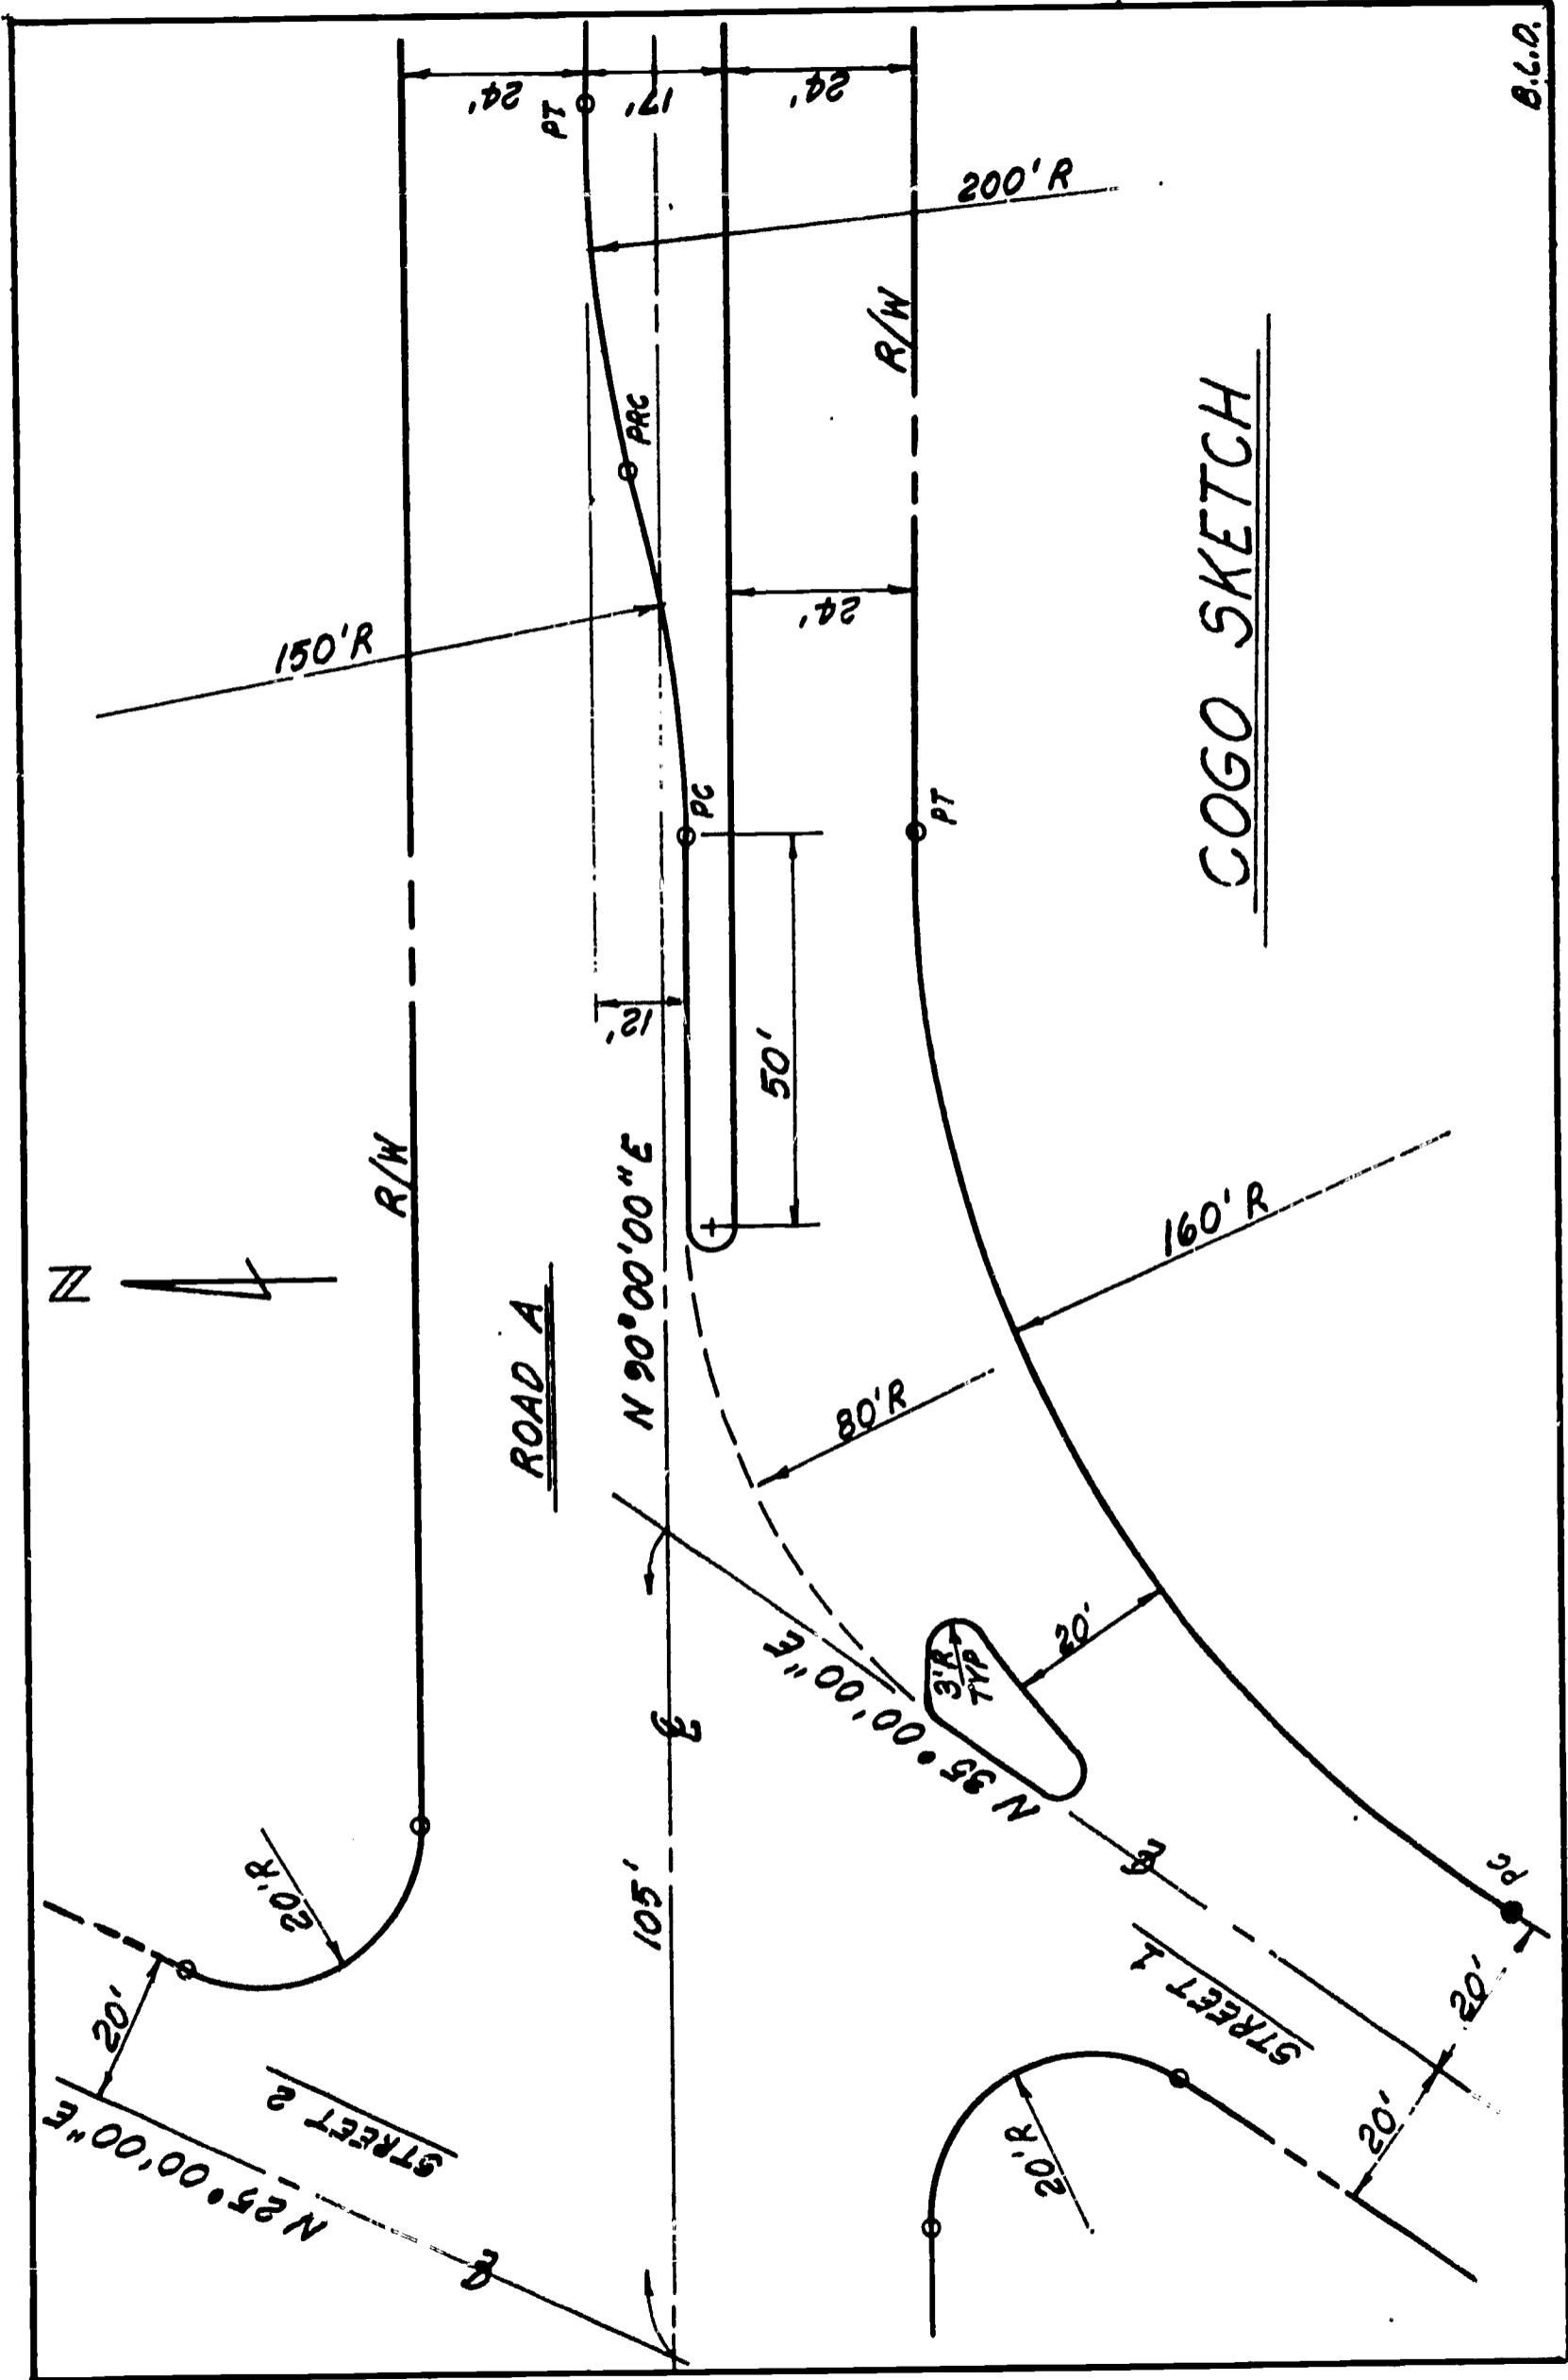 N
20'
20'R
R/W
150'R
24'
PT
17'
24'
N 25°00'00"E
STREET 2
℄
ROAD A
105'
℄
N 90°00'00"E
12'
PC
PRC
200'R
50'
24'
R/W
PT
N 35°00'00"E
80'R
3'R
TYP
20'
160'R
20'R
STREET 1
℄
20'
20'
PC
COGO SKETCH
B.L.D.